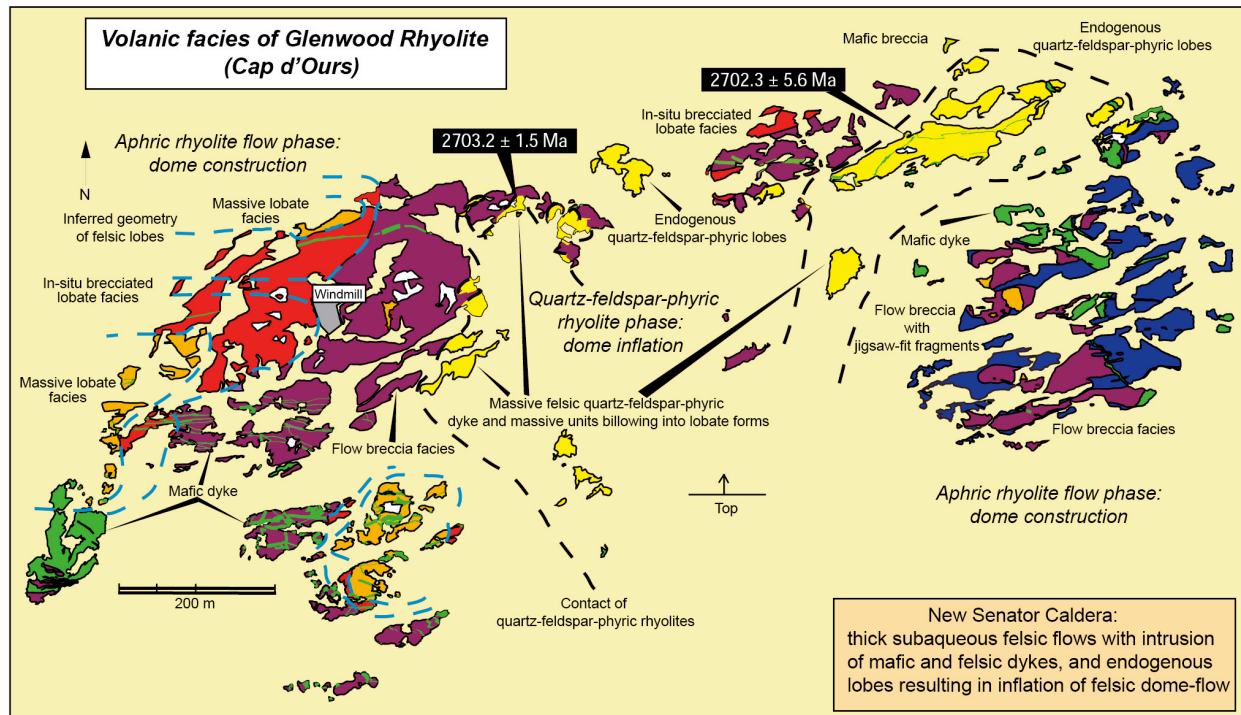 Volanic facies of Glenwood Rhyolite
(Cap d'Ours)
Mafic breccia
Endogenous
quartz-feldspar-phyric lobes
2702.3 ± 5.6 Ma
2703.2 ± 1.5 Ma
In-situ brecciated
lobate facies
Aphric rhyolite flow phase:
dome construction
N
Massive lobate
facies
Inferred geometry
of felsic lobes
Endogenous
quartz-feldspar-phyric lobes
Mafic dyke
In-situ brecciated
lobate facies
Windmill
Quartz-feldspar-phyric
rhyolite phase:
dome inflation
Flow breccia
with
jigsaw-fit fragments
Massive lobate
facies
Massive felsic quartz-feldspar-phyric
dyke and massive units billowing into lobate forms
Flow breccia facies
Flow breccia facies
Mafic dyke
Top
Aphric rhyolite flow phase:
dome construction
200 m
Contact of
quartz-feldspar-phyric rhyolites
New Senator Caldera:
thick subaqueous felsic flows with intrusion
of mafic and felsic dykes, and endogenous
lobes resulting in inflation of felsic dome-flow